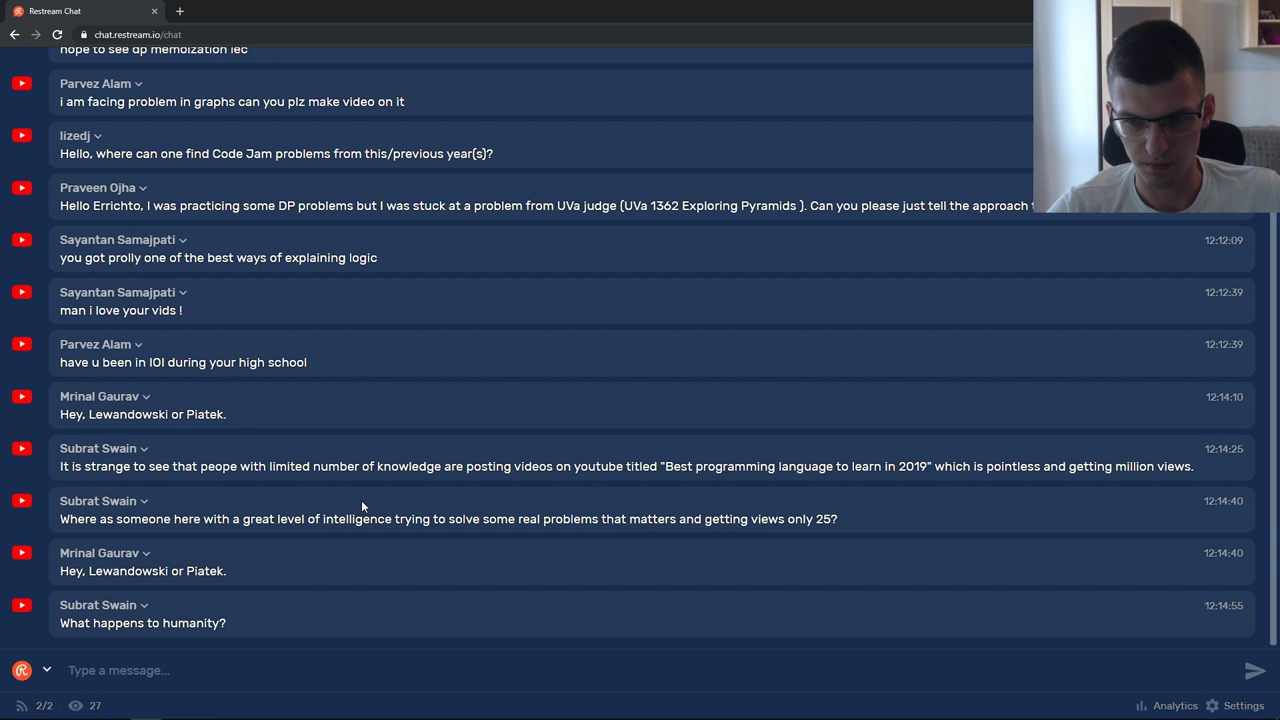 Restream Chat
chat.restream.io/chat
hope to see dp memoization lec
Parvez Alam
i am facing problem in graphs can you plz make video on it
lizedj
Hello, where can one find Code Jam problems from this/previous year(s)?
Praveen Ojha
Hello Errichto, I was practicing some DP problems but I was stuck at a problem from UVa judge (UVa 1362 Exploring Pyramids ). Can you please just tell the approach
Sayantan Samajpati
12:12:09
you got prolly one of the best ways of explaining logic
Sayantan Samajpati
12:12:39
man i love your vids !
Parvez Alam
12:12:39
have u been in IOI during your high school
Mrinal Gaurav
12:14:10
Hey, Lewandowski or Piatek.
Subrat Swain
12:14:25
It is strange to see that peope with limited number of knowledge are posting videos on youtube titled "Best programming language to learn in 2019" which is pointless and getting million views.
Subrat Swain
12:14:40
Where as someone here with a great level of intelligence trying to solve some real problems that matters and getting views only 25?
Mrinal Gaurav
12:14:40
Hey, Lewandowski or Piatek.
Subrat Swain
12:14:55
What happens to humanity?
Type a message...
2/2
27
Analytics
Settings